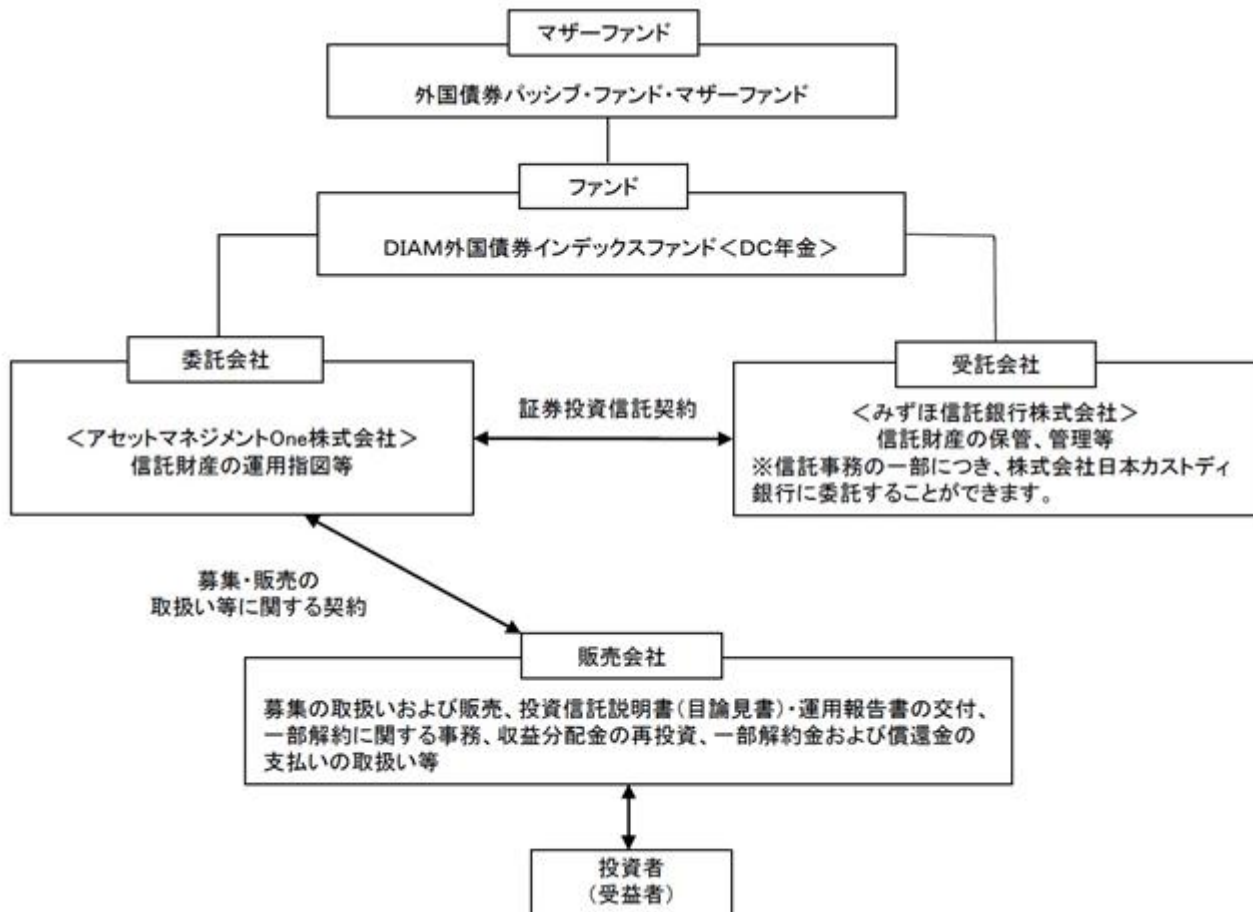 マザーファンド
外国債券パッシブ・ファンド・マザーファンド
ファンド
DIAM外国債券インデックスファンド＜DC年金＞
委託会社
＜アセットマネジメントOne株式会社＞
信託財産の運用指図等
証券投資信託契約
受託会社
＜みずほ信託銀行株式会社＞
信託財産の保管、管理等
※信託事務の一部につき、株式会社日本カストディ
銀行に委託することができます。
募集・販売の
取扱い等に関する契約
販売会社
募集の取扱いおよび販売、投資信託説明書（目論見書）・運用報告書の交付、
一部解約に関する事務、収益分配金の再投資、一部解約金および償還金の
支払いの取扱い等
投資者
（受益者）